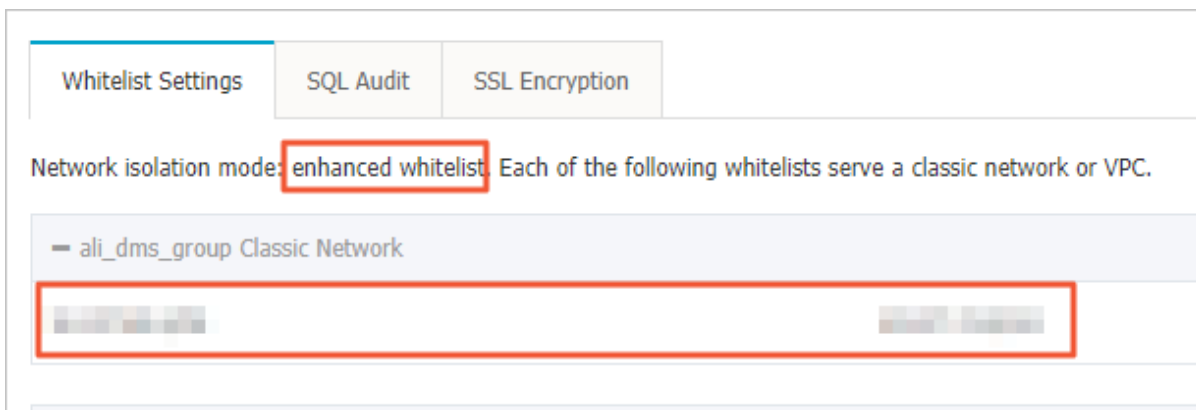 Whitelist Settings SQL Audit SSL Encryption
Network isolation mode: enhanced whitelist. Each of the following whitelists serve a classic network or VPC.
ali_dms_group Classic Network